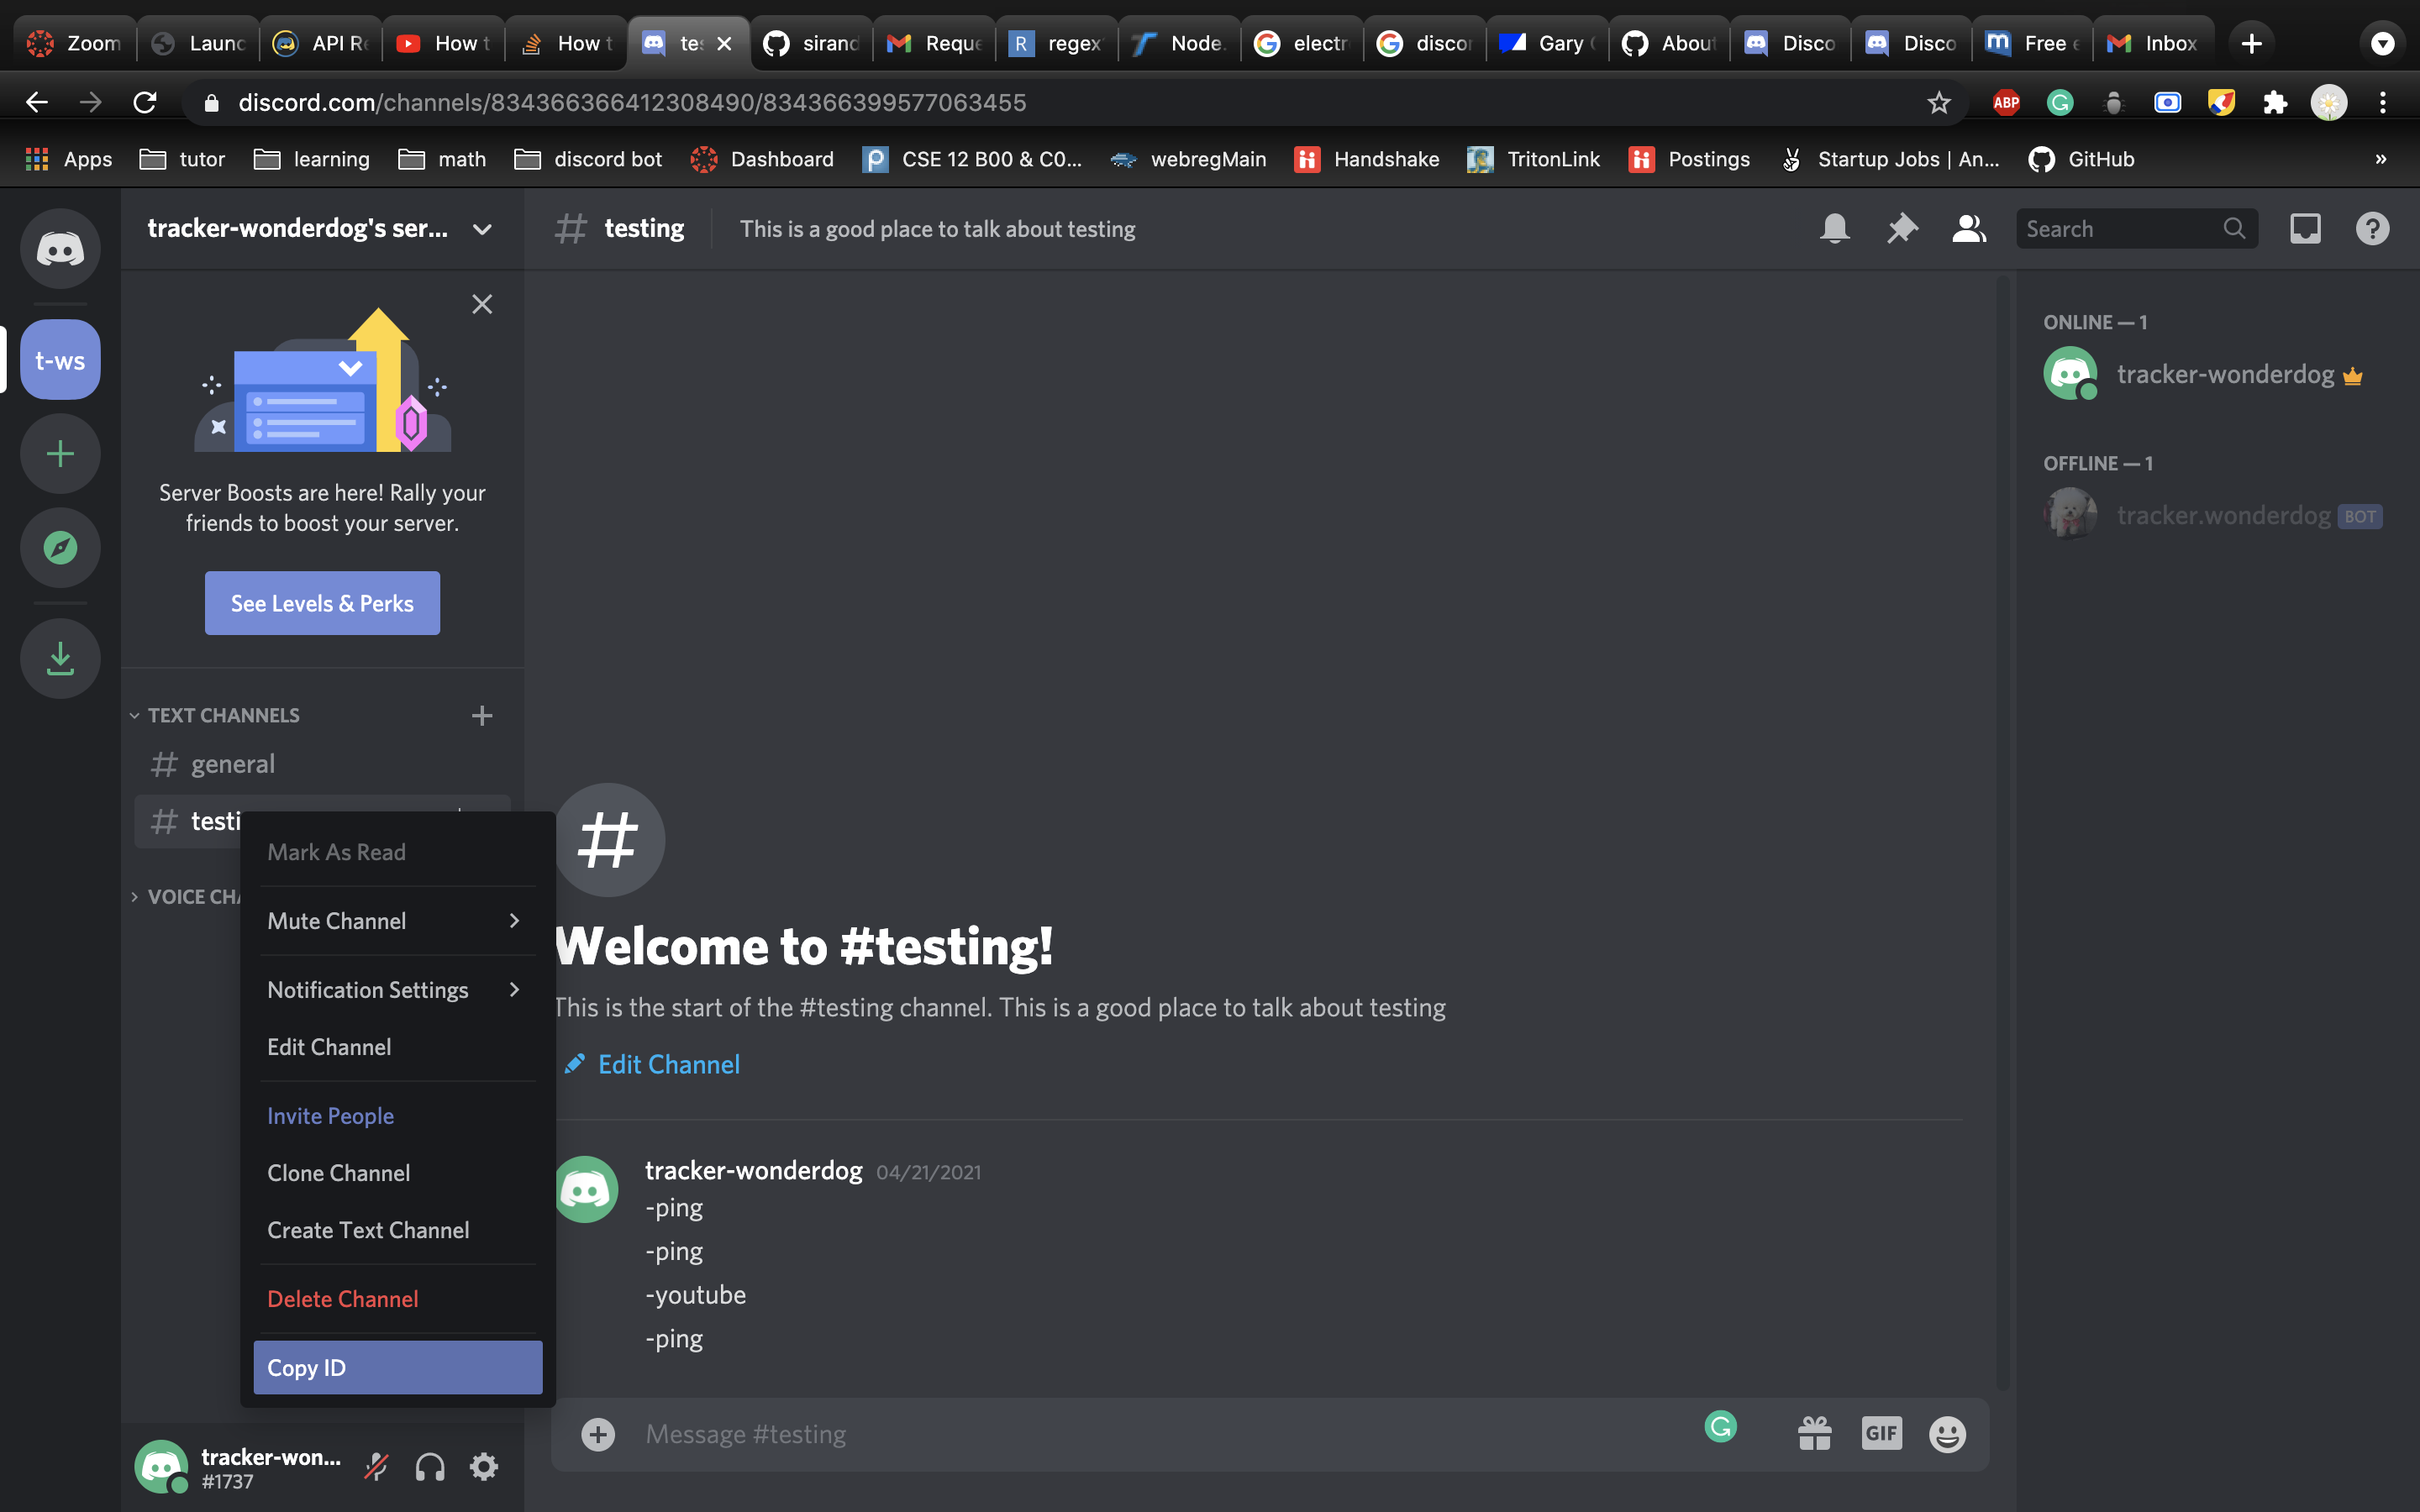 Zoom
Launc
API Re
How t
How t
tes
sirand
Reque
regex
Node.
electr
discor
Gary
About
Disco
Disco
Free e
Inbox
discord.com/channels/834366366412308490/834366399577063455
ABP
Apps
tutor
learning
math
discord bot
Dashboard
CSE 12 B00 & C0...
webregMain
Handshake
TritonLink
Postings
Startup Jobs | An...
GitHub
»
tracker-wonderdog's ser...
testing
This is a good place to talk about testing
Search
t-ws
Server Boosts are here! Rally your
friends to boost your server.
See Levels & Perks
TEXT CHANNELS
# general
# testi
VOICE CHA
Mark As Read
Mute Channel
Notification Settings
Edit Channel
Invite People
Clone Channel
Create Text Channel
Delete Channel
Copy ID
tracker-won...
#1737
Welcome to #testing!
This is the start of the #testing channel. This is a good place to talk about testing
Edit Channel
tracker-wonderdog 04/21/2021
-ping
-ping
-youtube
-ping
Message #testing
GIF
ONLINE — 1
tracker-wonderdog
OFFLINE — 1
tracker.wonderdog BOT